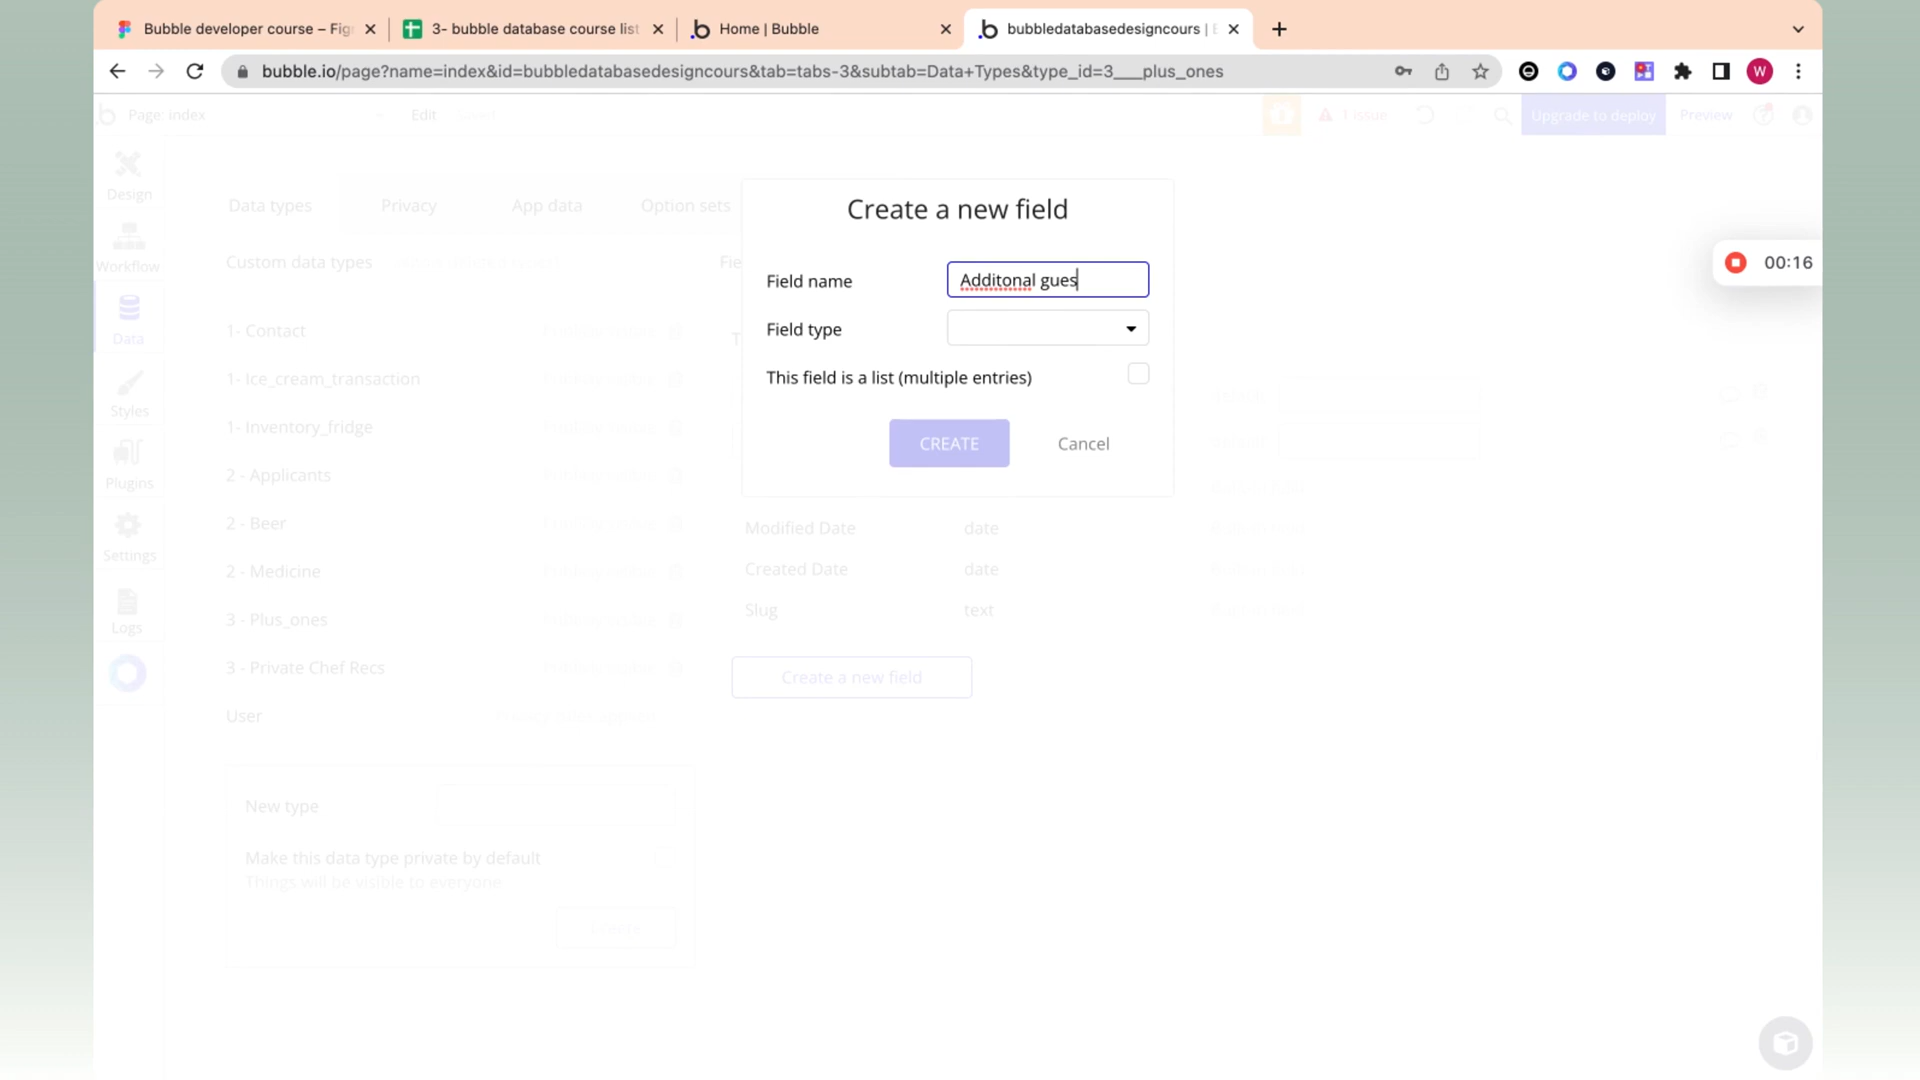 Bubble developer course – Fig
3- bubble database course list
Home | Bubble
bubbledatabasedesigncours |
bubble.io/page?name=index&id=bubbledatabasedesigncours&tab=tabs-3&subtab=Data+Types&type_id=3___plus_ones
W
Page: index
Edit
Saved
1 issue
Upgrade to deploy
Preview
Design
Workflow
Data
Styles
Plugins
Settings
Logs
Data types
Privacy
App data
Option sets
Custom data types
1- Contact
1- Ice_cream_transaction
1- Inventory_fridge
2 - Applicants
2 - Beer
2 - Medicine
3 - Plus_ones
3 - Private Chef Recs
User
New type
Make this data type private by default
Things will be visible to everyone
Create a new field
Field name
Additonal gues
Field type
This field is a list (multiple entries)
CREATE
Cancel
Modified Date
date
Created Date
date
Slug
text
Create a new field
00:16